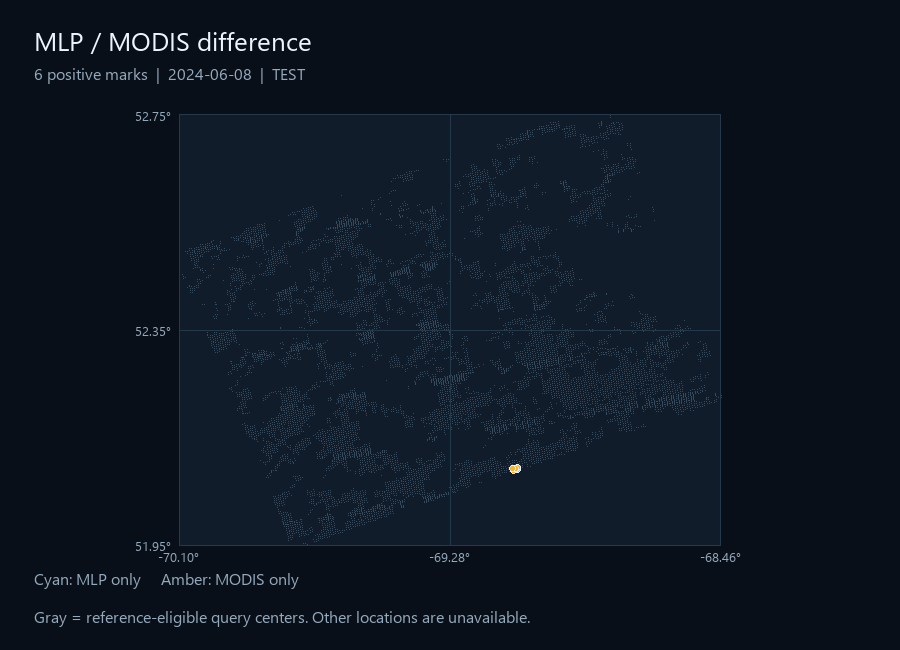 MLP / MODIS difference
6 positive marks | 2024-06-08 | TEST
52.75°
52.35°
51.95°
-70.10° -69.28° -68.46°
Cyan: MLP only Amber: MODIS only
Gray = reference-eligible query centers. Other locations are unavailable.